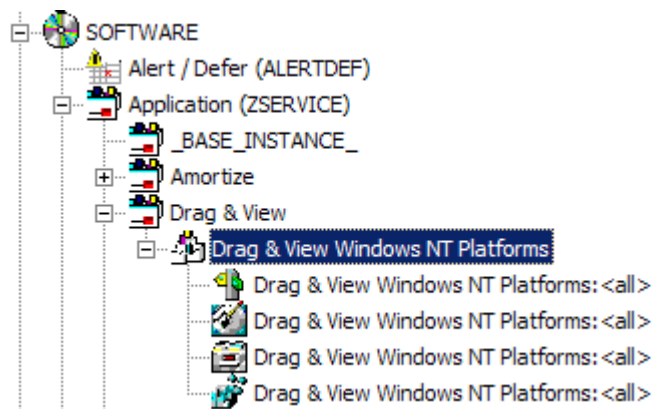 SOFTWARE
Alert / Defer (ALERTDEF)
Application (ZSERVICE)
_BASE_INSTANCE_
Amortize
Drag & View
Drag & View Windows NT Platforms
Drag & View Windows NT Platforms:<all>
Drag & View Windows NT Platforms:<all>
Drag & View Windows NT Platforms:<all>
Drag & View Windows NT Platforms:<all>